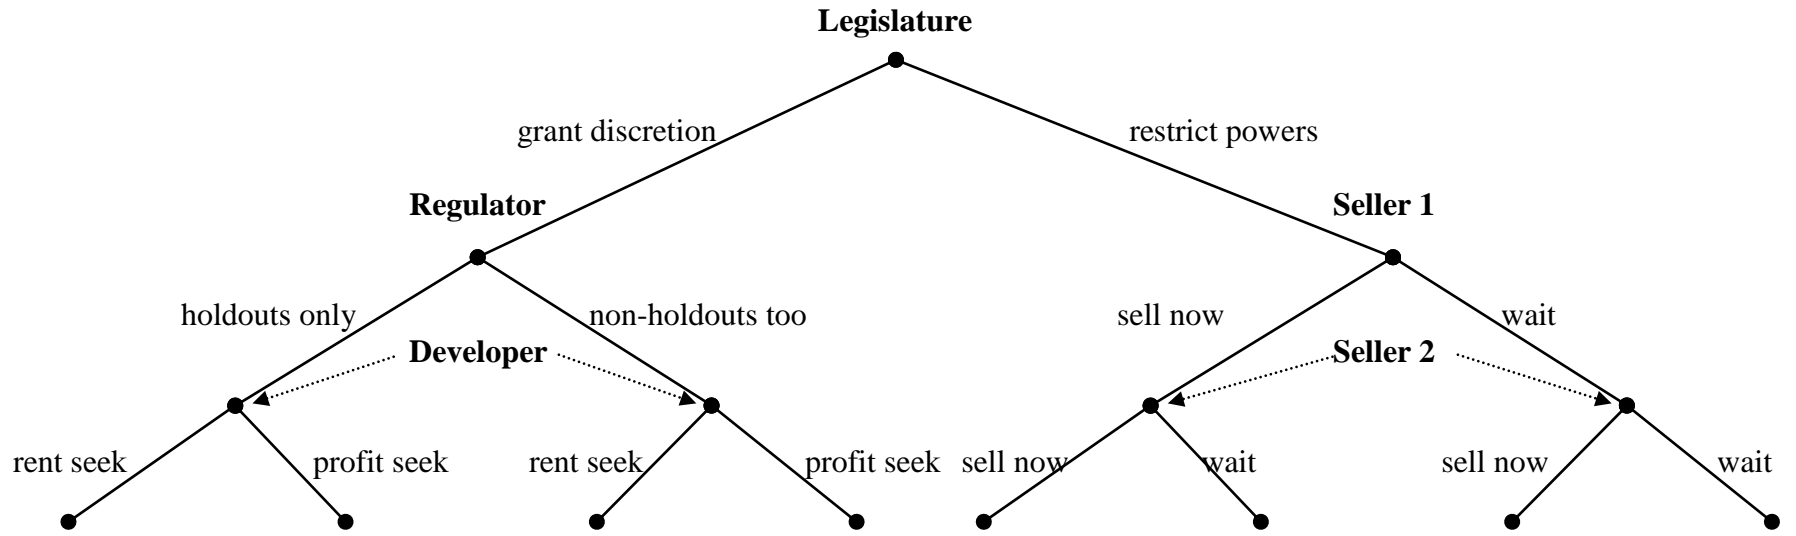 Legislature
grant discretion
restrict powers
Regulator
Seller 1
holdouts only
non-holdouts too
sell now
wait
Developer
Seller 2
rent seek
profit seek
rent seek
profit seek
sell now
wait
sell now
wait